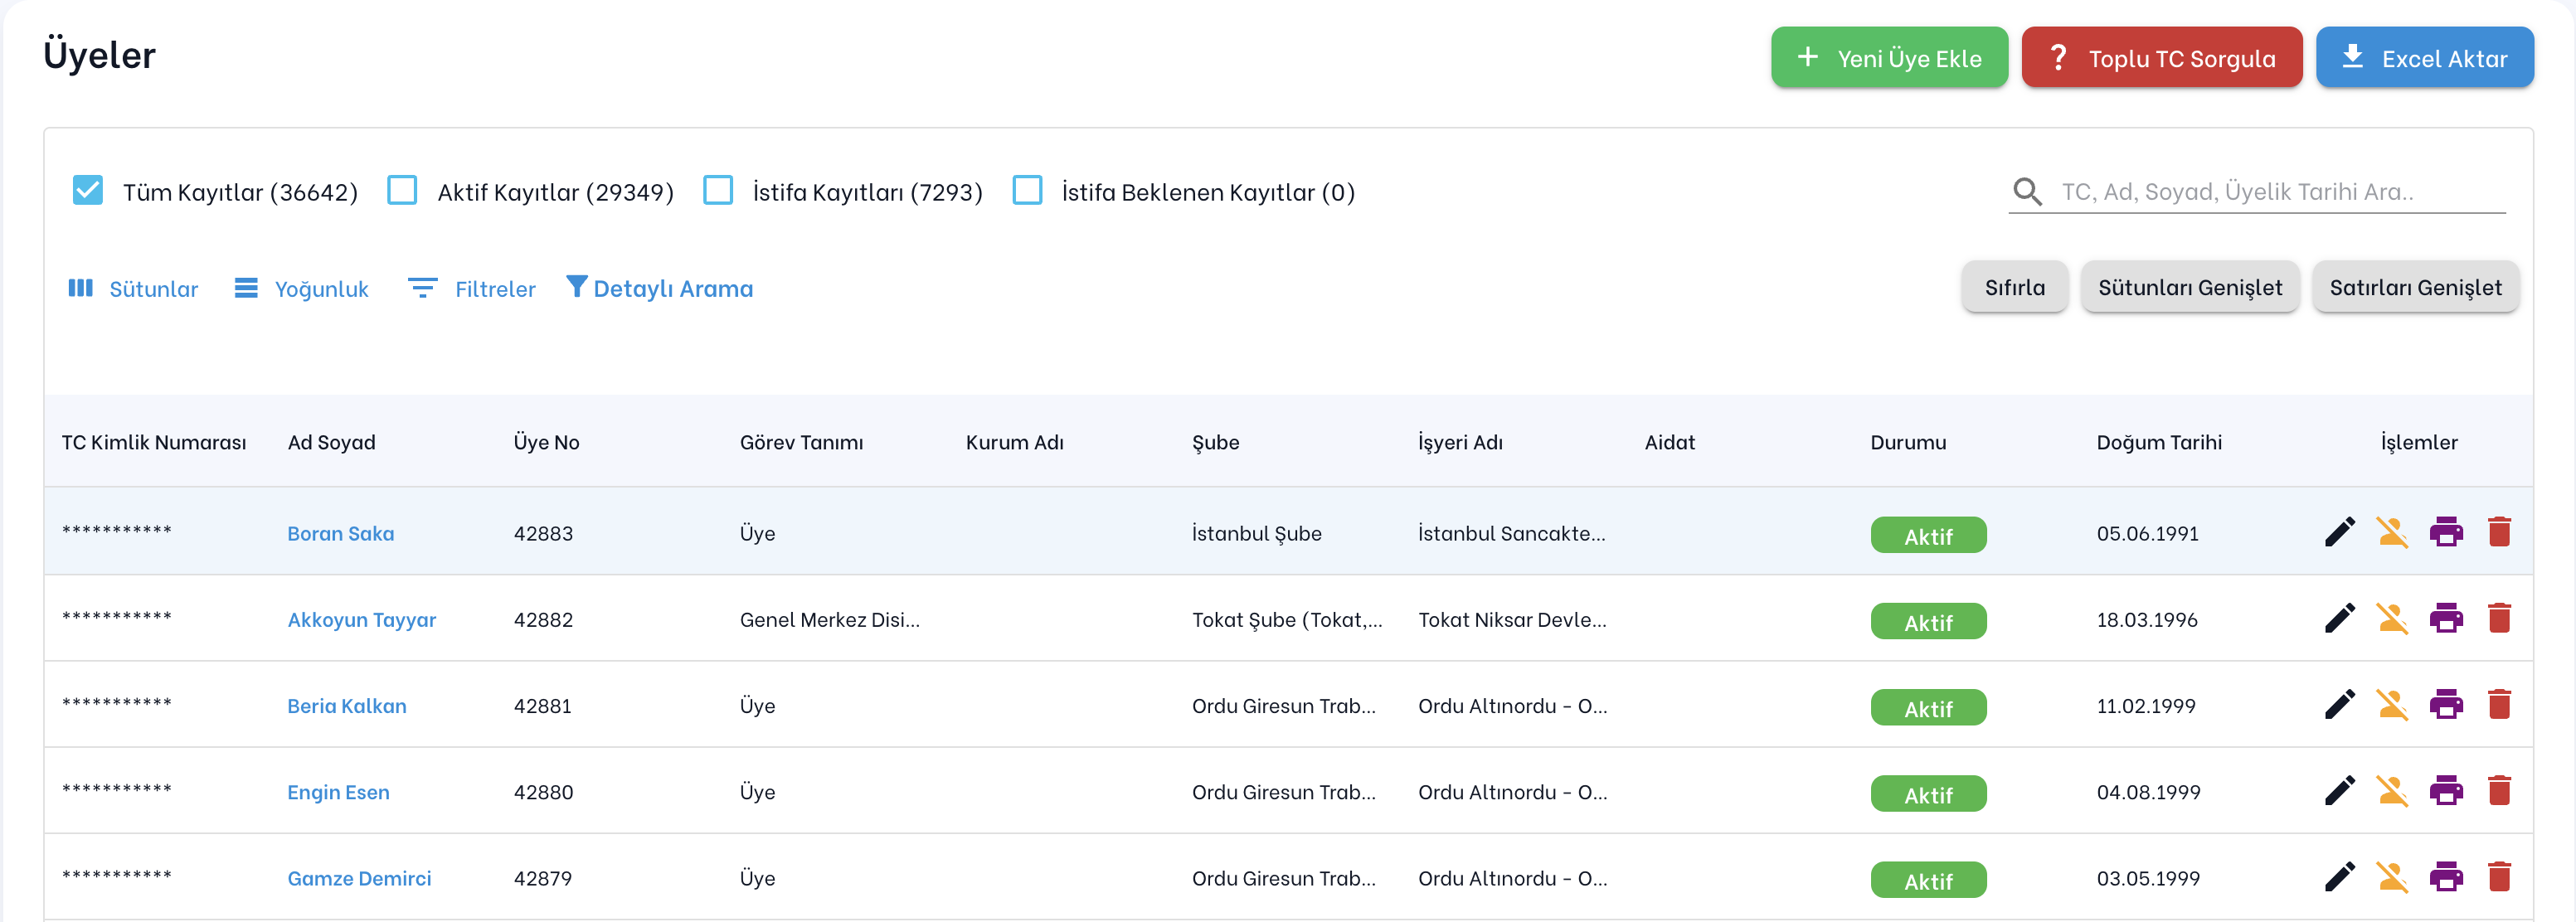 Üyeler
Yeni Üye Ekle
? Toplu TC Sorgula
Excel Aktar
Tüm Kayıtlar (36642) Aktif Kayıtlar (29349) İstifa Kayıtları (7293) İstifa Beklenen Kayıtlar (0)
TC, Ad, Soyad, Üyelik Tarihi Ara..
Sütunlar Yoğunluk Filtreler Detaylı Arama
Sıfırla Sütunları Genişlet Satırları Genişlet
TC Kimlik Numarası Ad Soyad Üye No Görev Tanımı Kurum Adı Şube İşyeri Adı Aidat Durumu Doğum Tarihi İşlemler
*********** Boran Saka 42883 Üye İstanbul Şube İstanbul Sancakte... Aktif 05.06.1991
*********** Akkoyun Tayyar 42882 Genel Merkez Disi... Tokat Şube (Tokat,... Tokat Niksar Devle... Aktif 18.03.1996
*********** Beria Kalkan 42881 Üye Ordu Giresun Trab... Ordu Altınordu - O... Aktif 11.02.1999
*********** Engin Esen 42880 Üye Ordu Giresun Trab... Ordu Altınordu - O... Aktif 04.08.1999
*********** Gamze Demirci 42879 Üye Ordu Giresun Trab... Ordu Altınordu - O... Aktif 03.05.1999